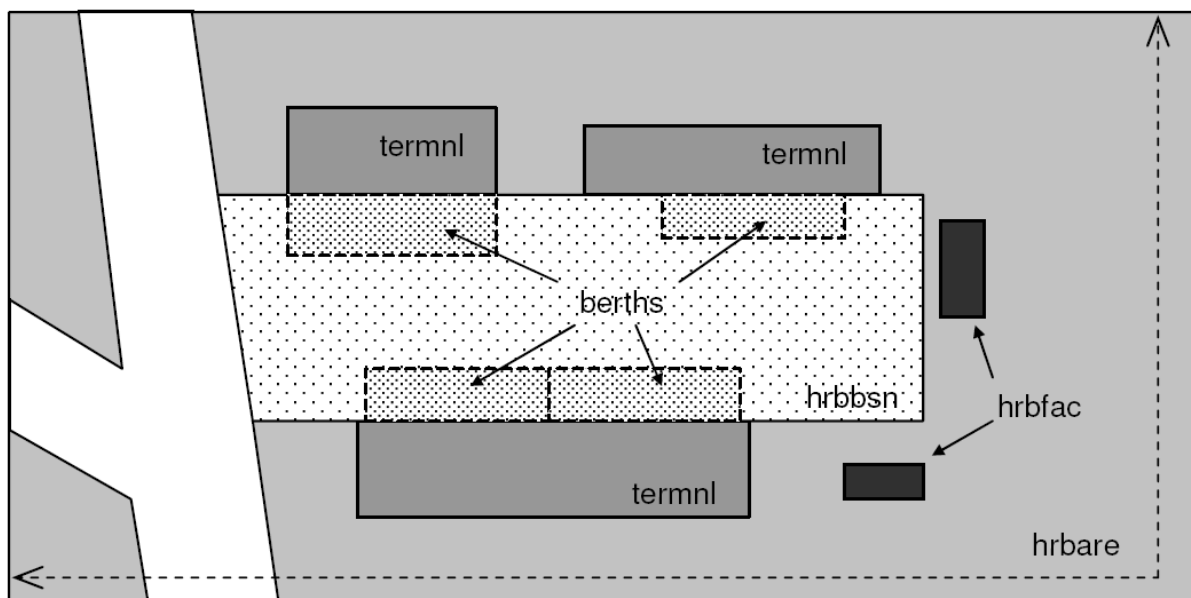 termnl
termnl
berths
hrbbsn
hrbfac
termnl
hrbare